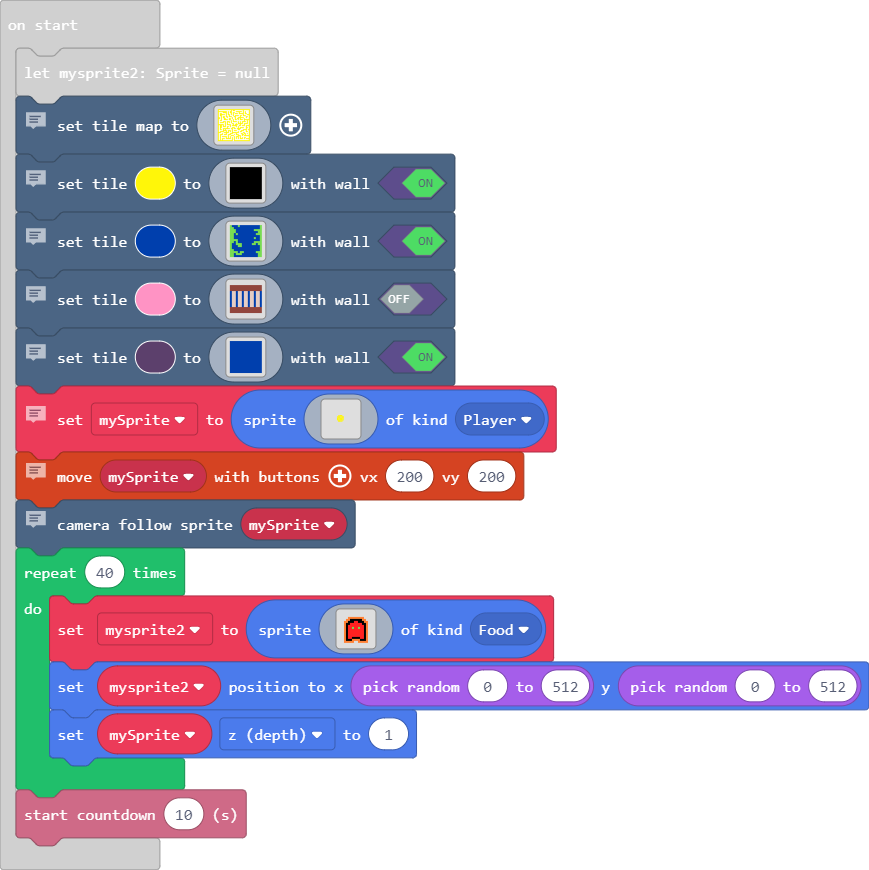 on start
let mysprite2: Sprite = null
set tile map to
set tile to with wall ON
set tile to with wall ON
set tile to with wall OFF
set tile to with wall ON
set mySprite to sprite of kind Player
move mySprite with buttons vx 200 vy 200
camera follow sprite mySprite
repeat 40 times
do
set mysprite2 to sprite of kind Food
set mysprite2 position to x pick random 0 to 512 y pick random 0 to 512
set mySprite z (depth) to 1
start countdown 10 (s)